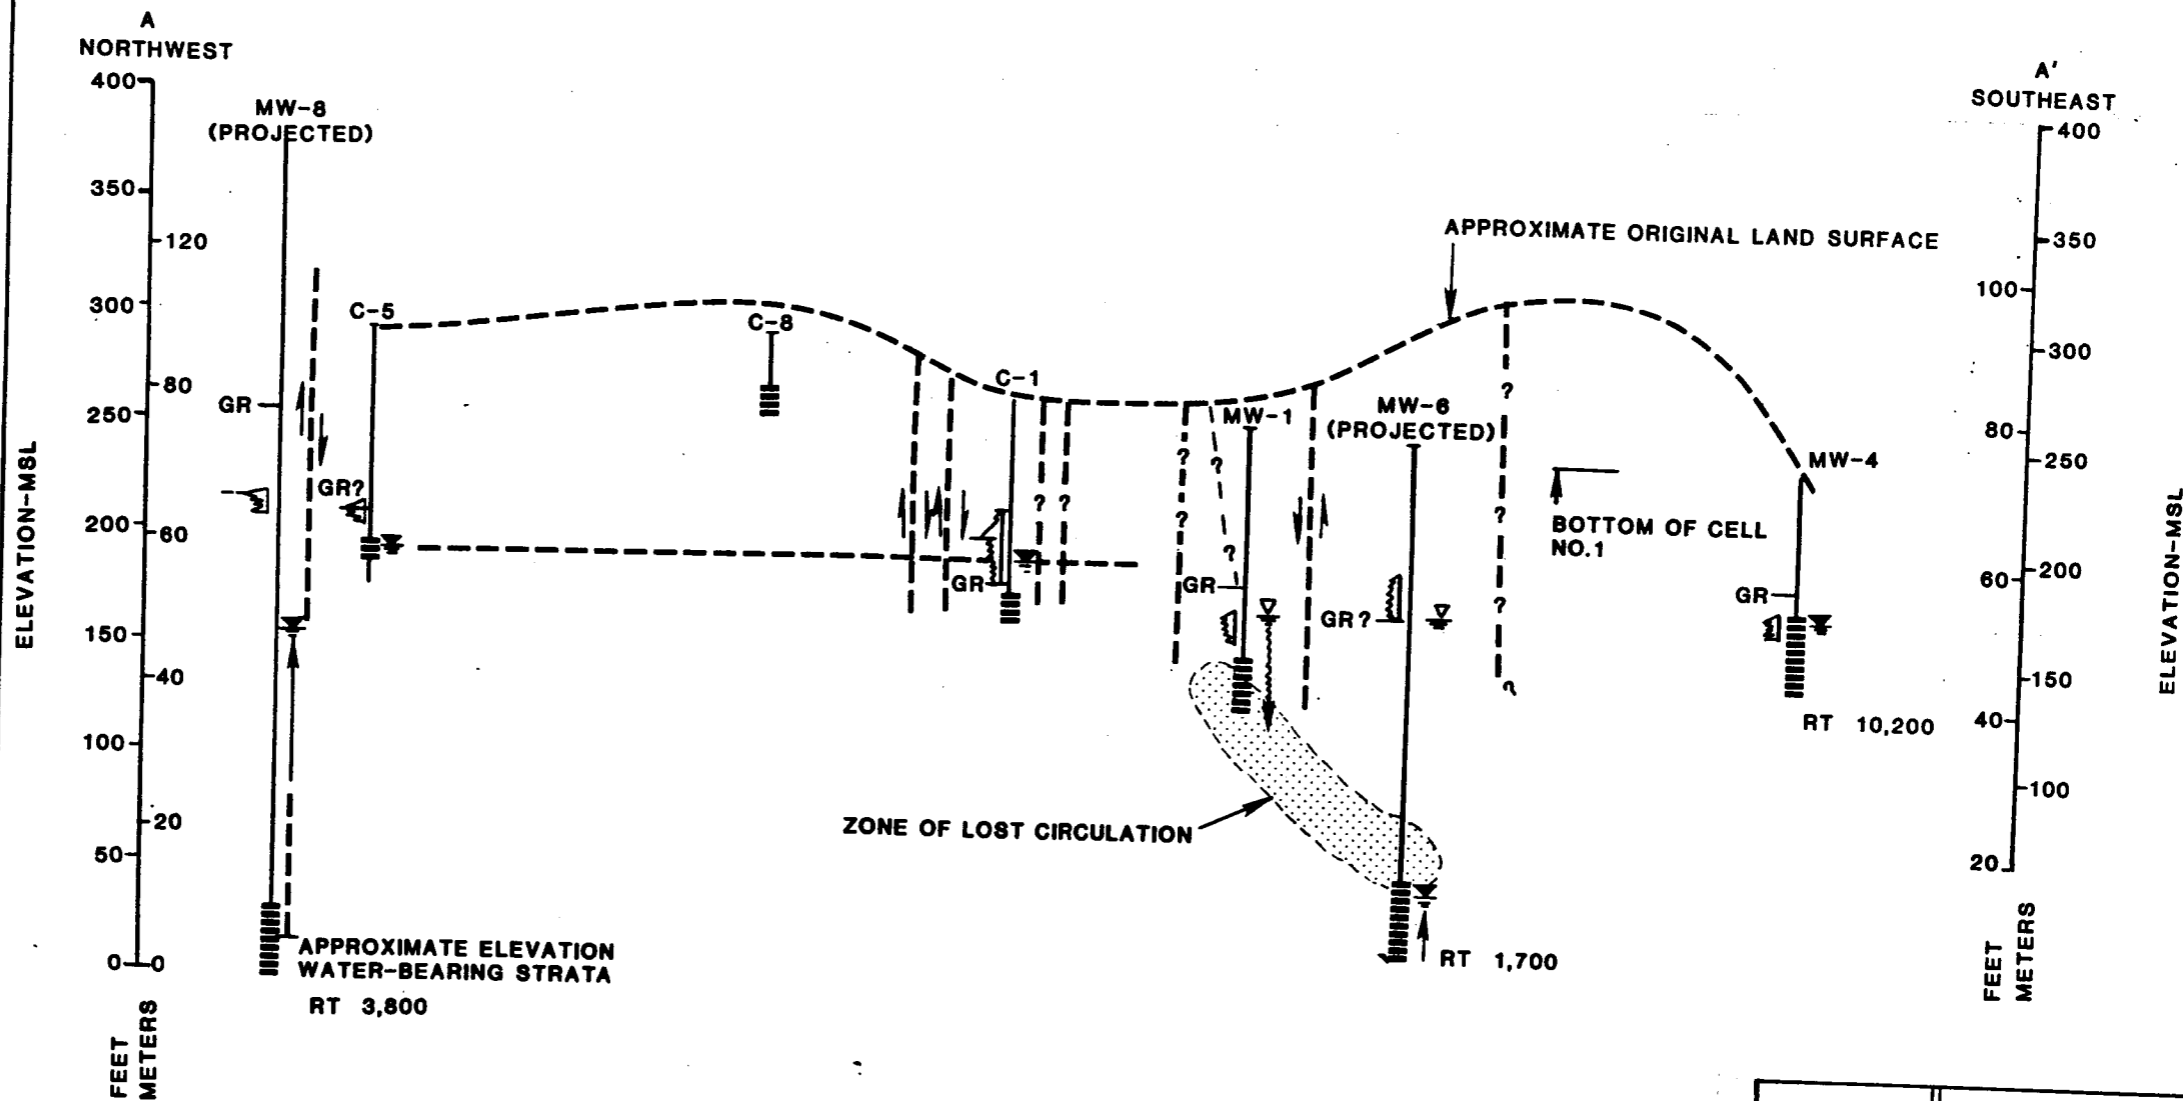 A
NORTHWEST
400
350
300
250
200
150
100
50
0
120
80
60
40
20
0
ELEVATION-MSL
FEET
METERS
MW-8
(PROJECTED)
GR
C-5
GR?
APPROXIMATE ELEVATION
WATER-BEARING STRATA
RT 3,800
C-8
C-1
GR
?
?
?
?
?
?
MW-1
GR
ZONE OF LOST CIRCULATION
MW-6
(PROJECTED)
GR?
RT 1,700
APPROXIMATE ORIGINAL LAND SURFACE
?
?
?
?
BOTTOM OF CELL
NO.1
MW-4
GR
RT 10,200
A'
SOUTHEAST
400
350
300
250
200
150
100
100
80
60
40
20
FEET
METERS
ELEVATION-MSL